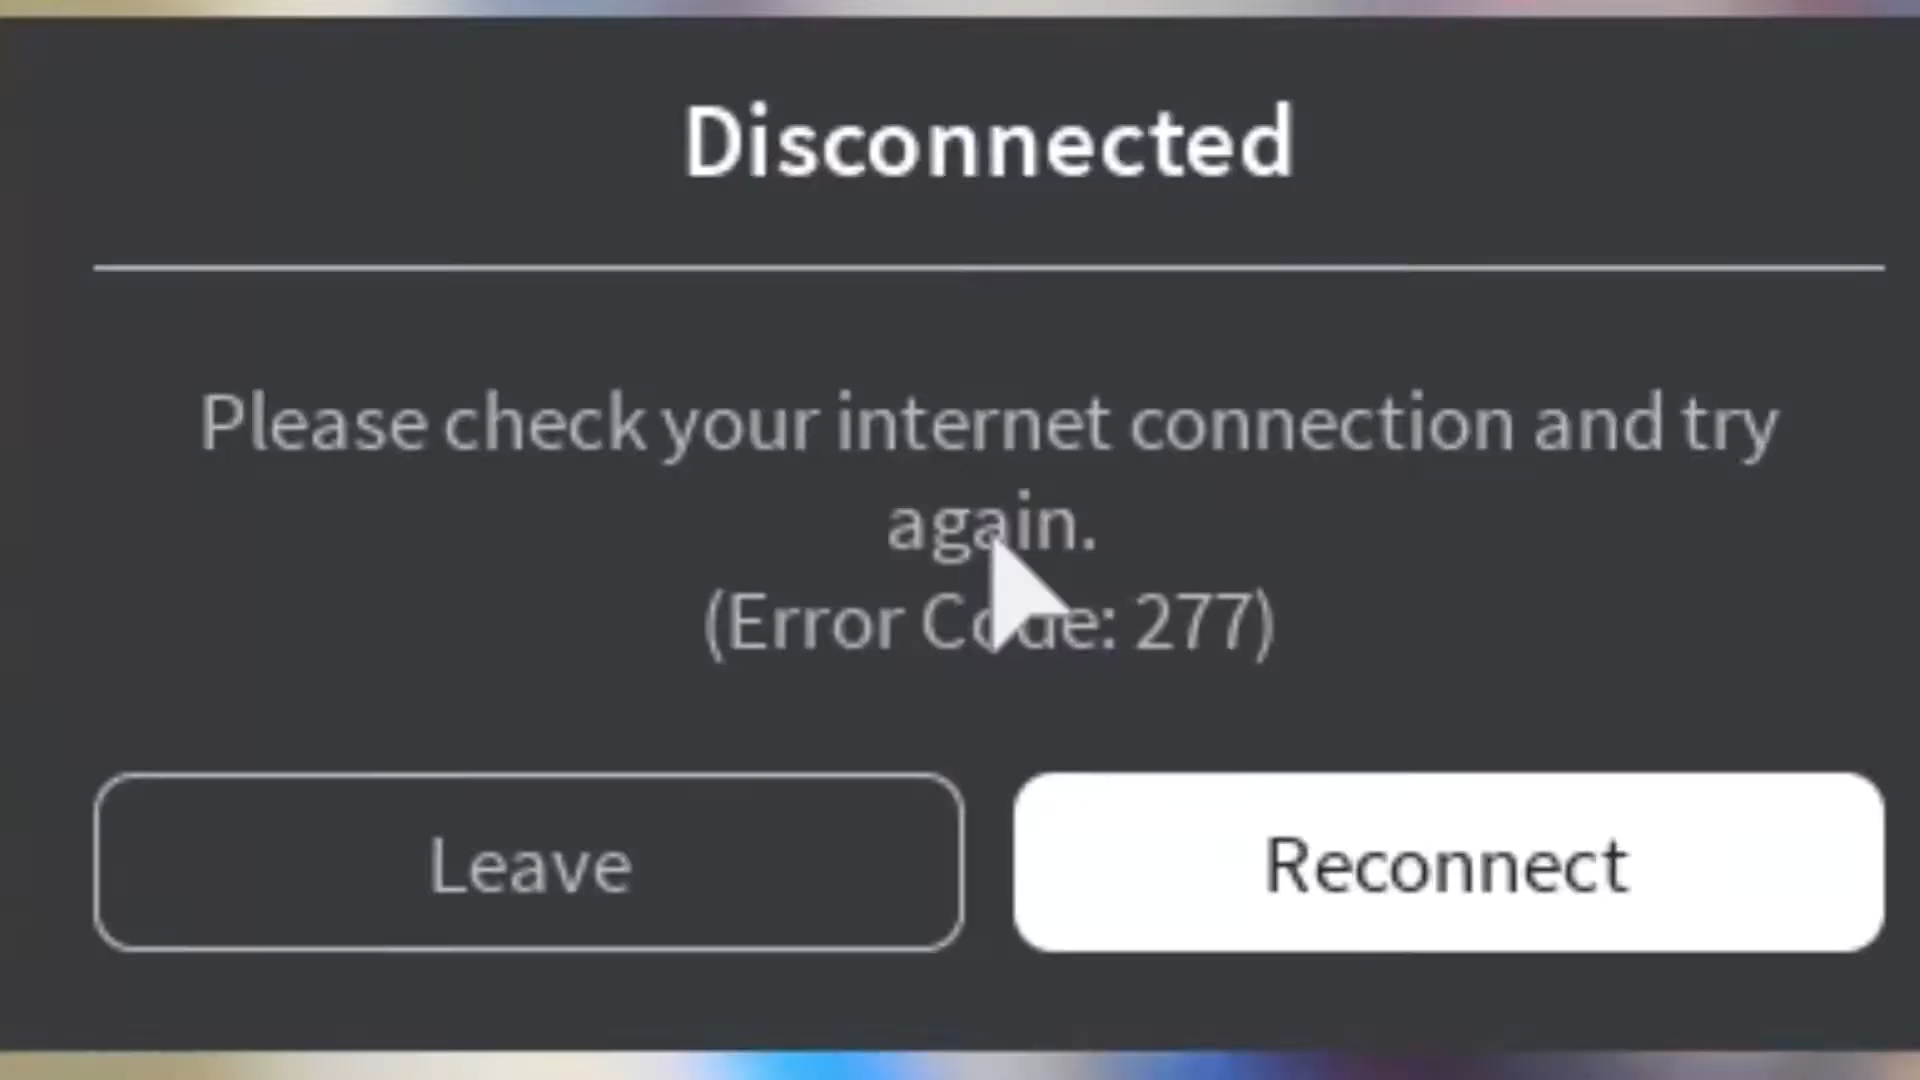 Disconnected
Please check your internet connection and try
again.
(Error Code: 277)
Leave
Reconnect